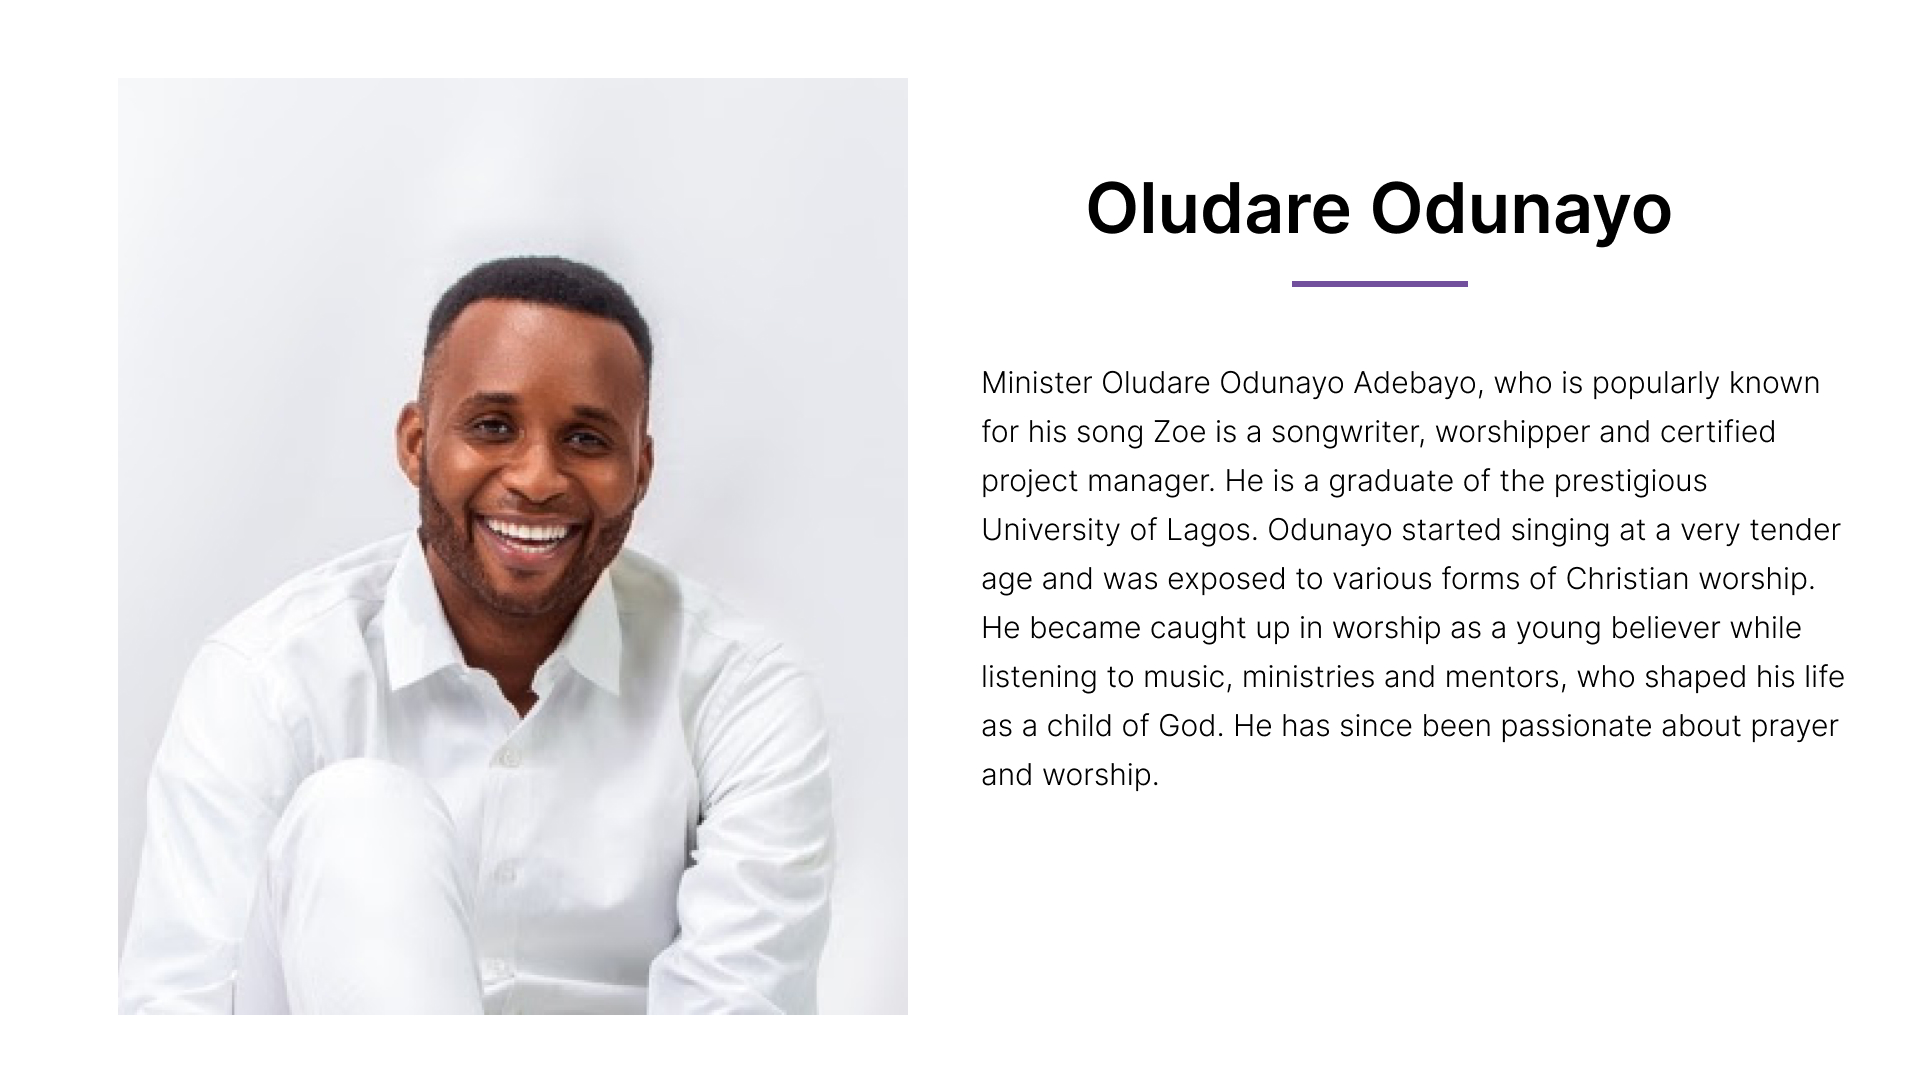 Oludare Odunayo
Minister Oludare Odunayo Adebayo, who is popularly known
for his song Zoe is a songwriter, worshipper and certified
project manager. He is a graduate of the prestigious
University of Lagos. Odunayo started singing at a very tender
age and was exposed to various forms of Christian worship.
He became caught up in worship as a young believer while
listening to music, ministries and mentors, who shaped his life
as a child of God. He has since been passionate about prayer
and worship.